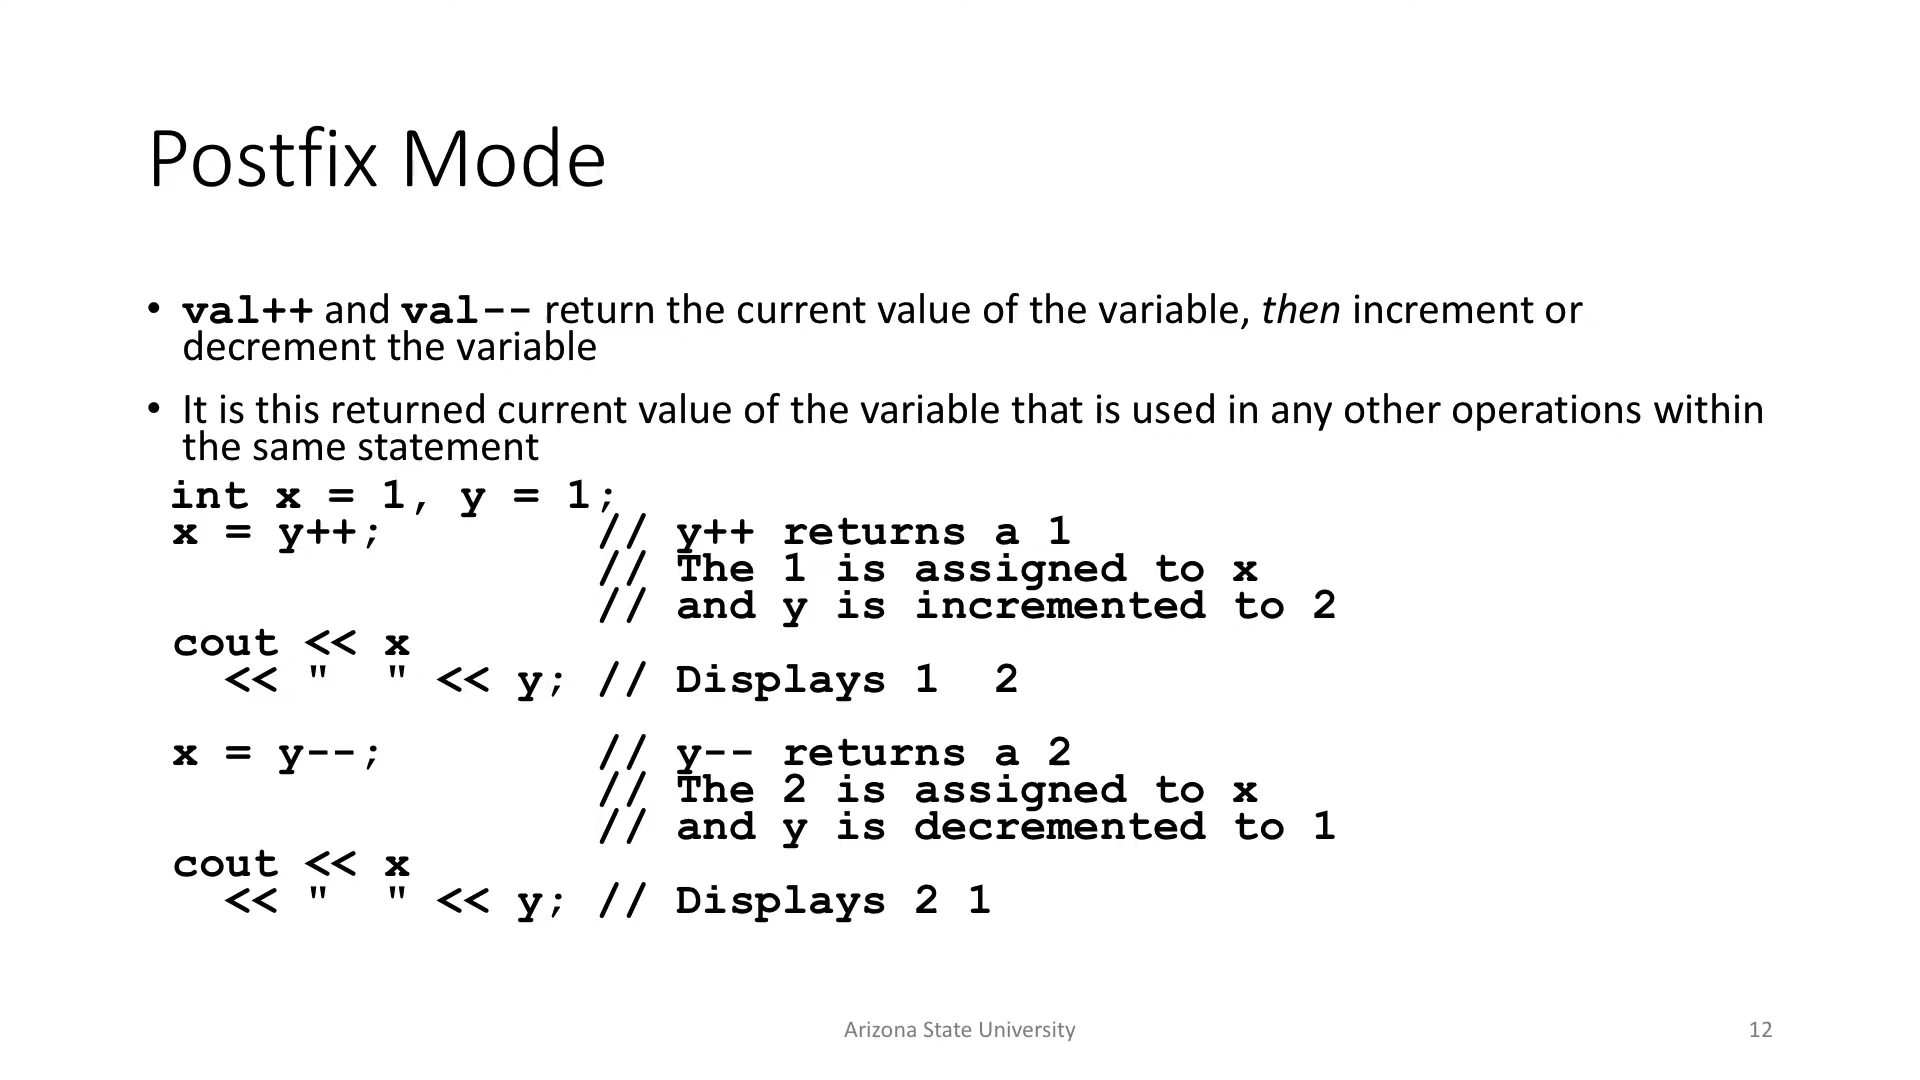 Postfix Mode
• val++ and val-- return the current value of the variable, then increment or
decrement the variable
• It is this returned current value of the variable that is used in any other operations within
the same statement
int x = 1, y = 1;
x = y++;        // y++ returns a 1
                // The 1 is assigned to x
                // and y is incremented to 2
cout << x
  << "  " << y; // Displays 1  2
x = y--;        // y-- returns a 2
                // The 2 is assigned to x
                // and y is decremented to 1
cout << x
  << "  " << y; // Displays 2 1
Arizona State University
12